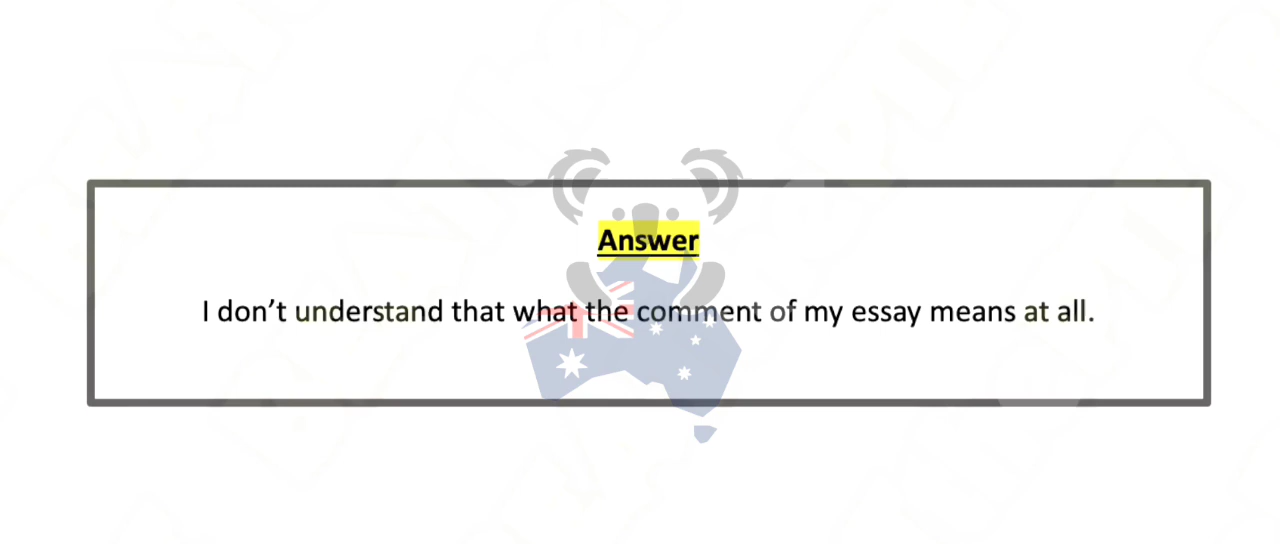 Answer
I don’t understand that what the comment of my essay means at all.